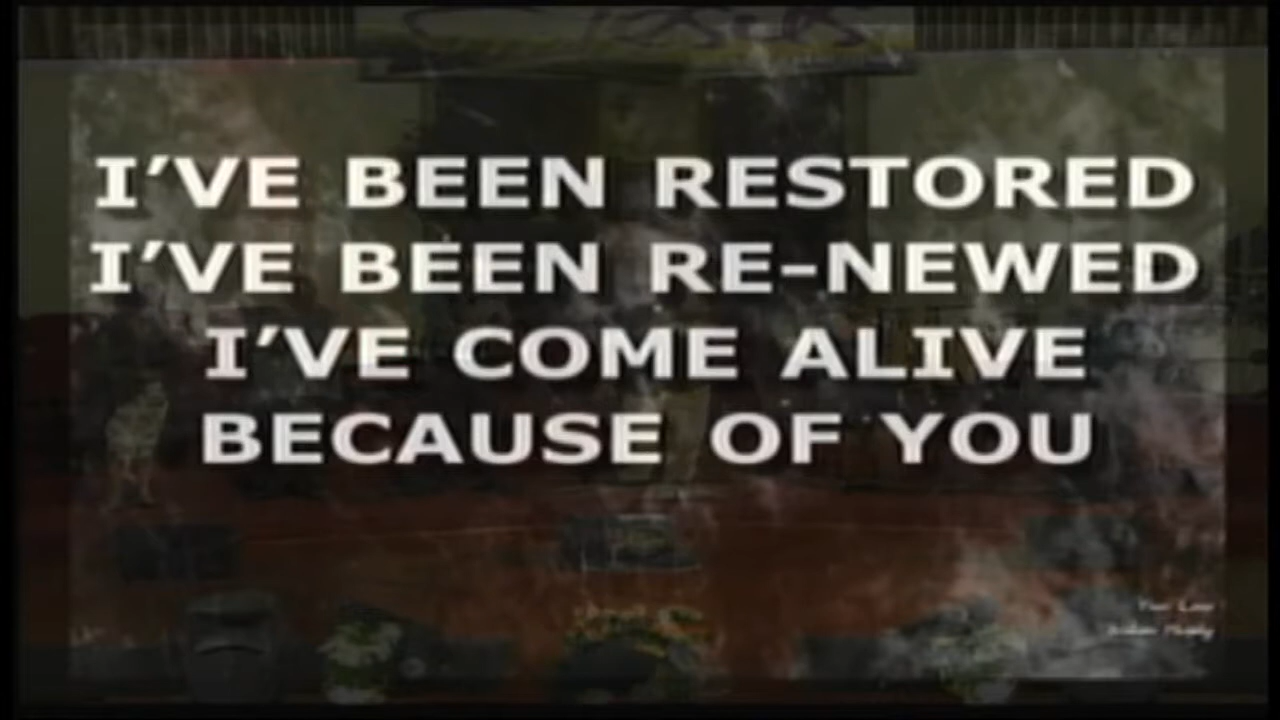 I'VE BEEN RESTORED
I'VE BEEN RE-NEWED
I'VE COME ALIVE
BECAUSE OF YOU